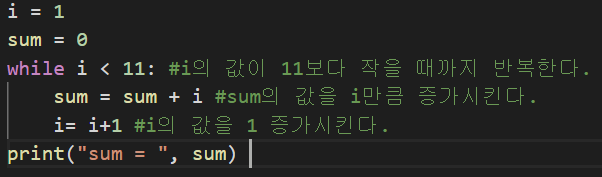 i = 1
sum = 0
while i < 11: #i의 값이 11보다 작을 때까지 반복한다.
    sum = sum + i #sum의 값을 i만큼 증가시킨다.
    i= i+1 #i의 값을 1 증가시킨다.
print("sum = ", sum)